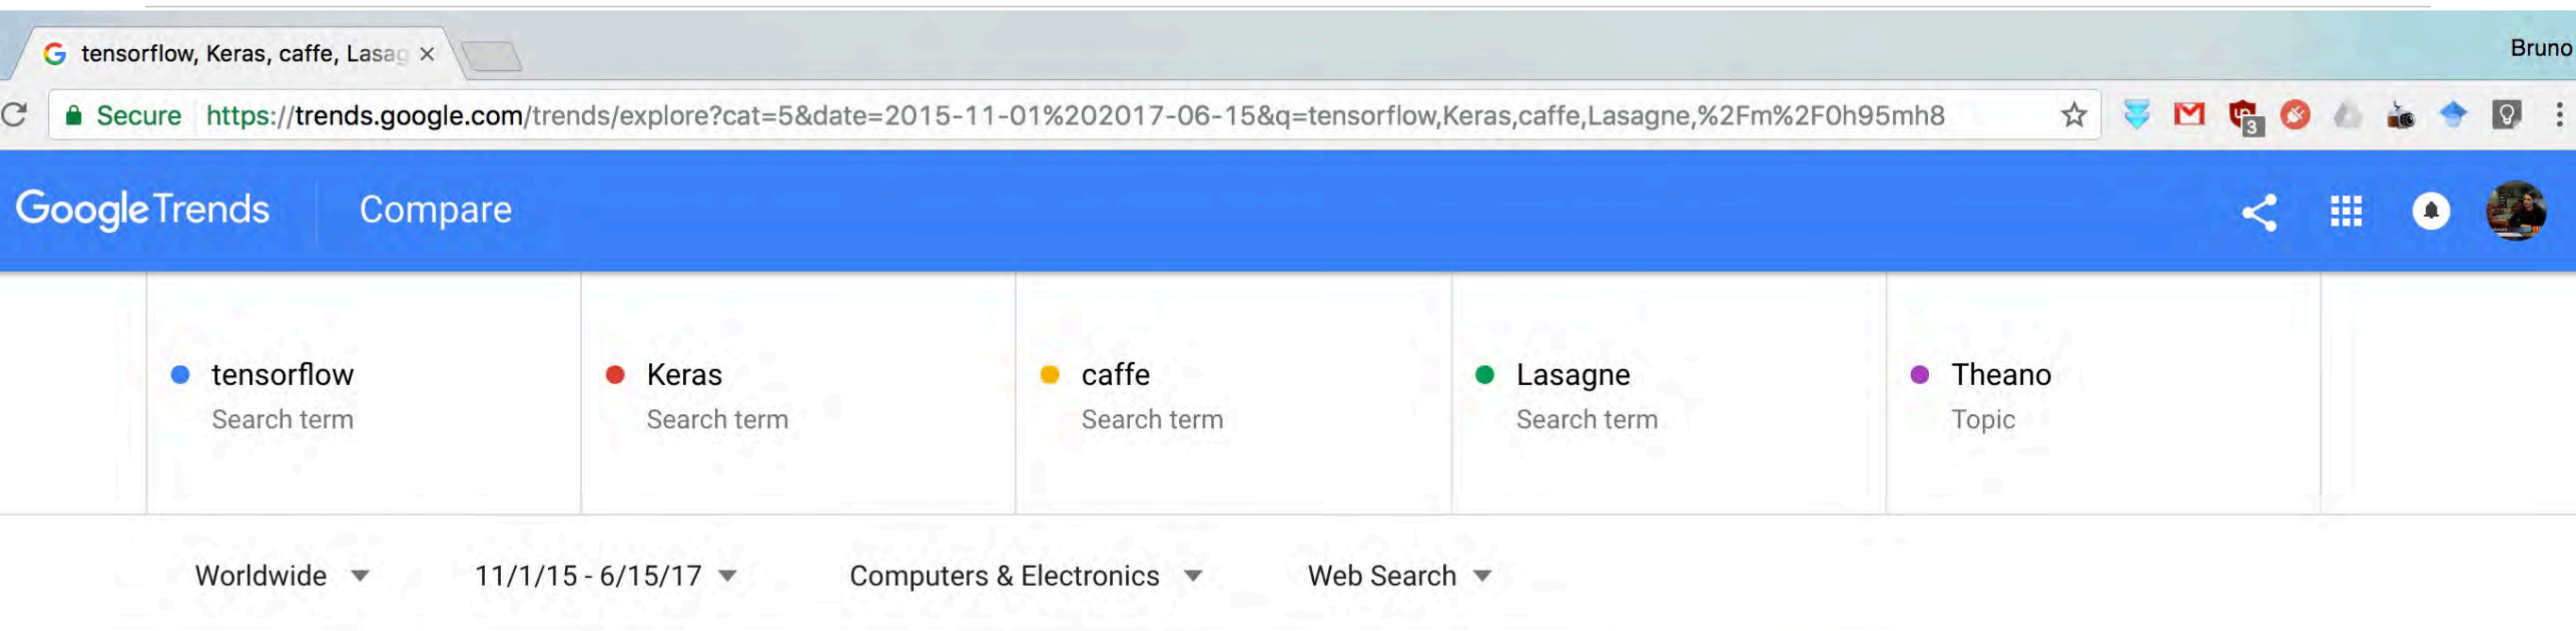 tensorflow, Keras, caffe, Lasag
Bruno
Secure https://trends.google.com/trends/explore?cat=5&date=2015-11-01%202017-06-15&q=tensorflow,Keras,caffe,Lasagne,%2Fm%2F0h95mh8
3
Google Trends Compare
tensorflow
Search term
Keras
Search term
caffe
Search term
Lasagne
Search term
Theano
Topic
Worldwide 11/1/15 - 6/15/17 Computers & Electronics Web Search